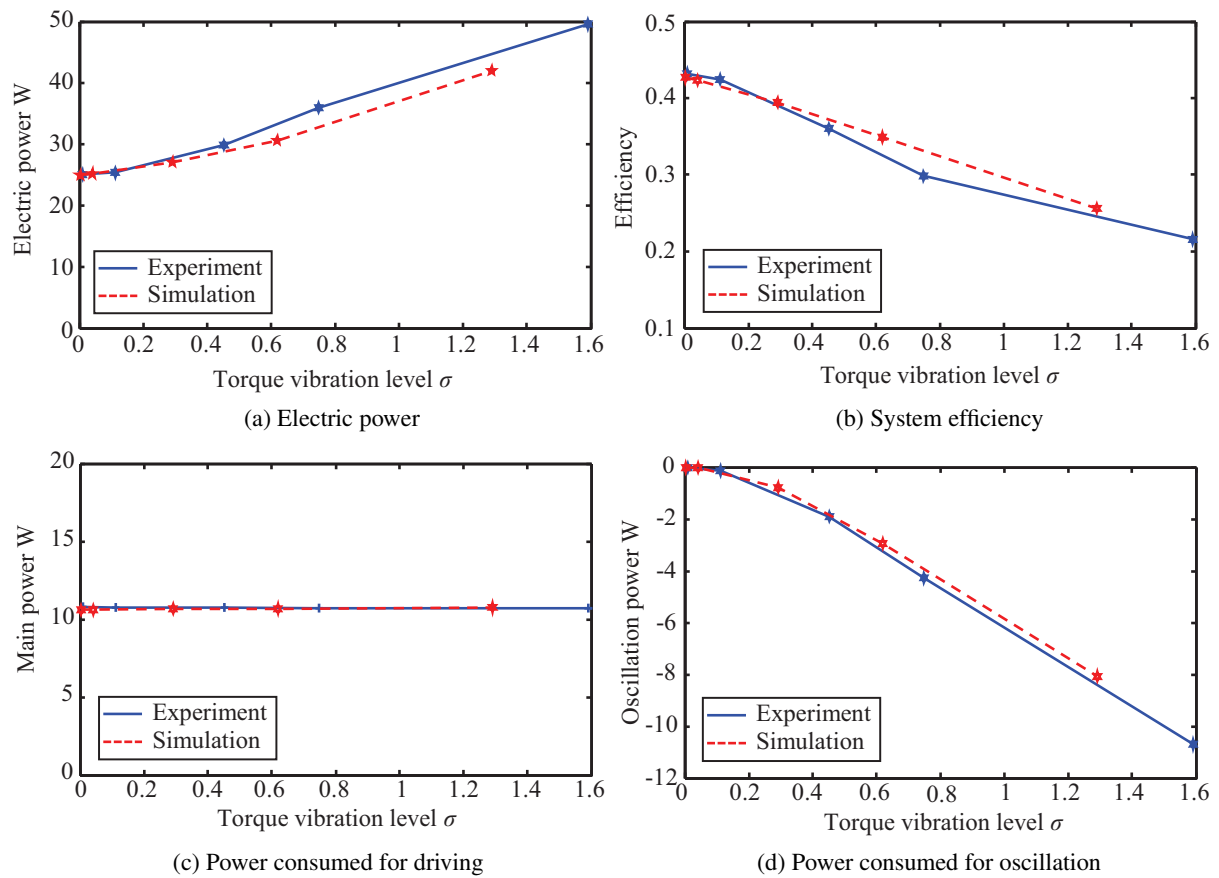 50
40
30
20
10
0
Electric power W
Experiment
Simulation
0 0.2 0.4 0.6 0.8 1 1.2 1.4 1.6
Torque vibration level σ
(a) Electric power
0.5
0.4
0.3
0.2
0.1
Efficiency
Experiment
Simulation
0 0.2 0.4 0.6 0.8 1 1.2 1.4 1.6
Torque vibration level σ
(b) System efficiency
20
15
10
5
0
Main power W
Experiment
Simulation
0 0.2 0.4 0.6 0.8 1 1.2 1.4 1.6
Torque vibration level σ
(c) Power consumed for driving
0
-2
-4
-6
-8
-10
-12
Oscillation power W
Experiment
Simulation
0 0.2 0.4 0.6 0.8 1 1.2 1.4 1.6
Torque vibration level σ
(d) Power consumed for oscillation